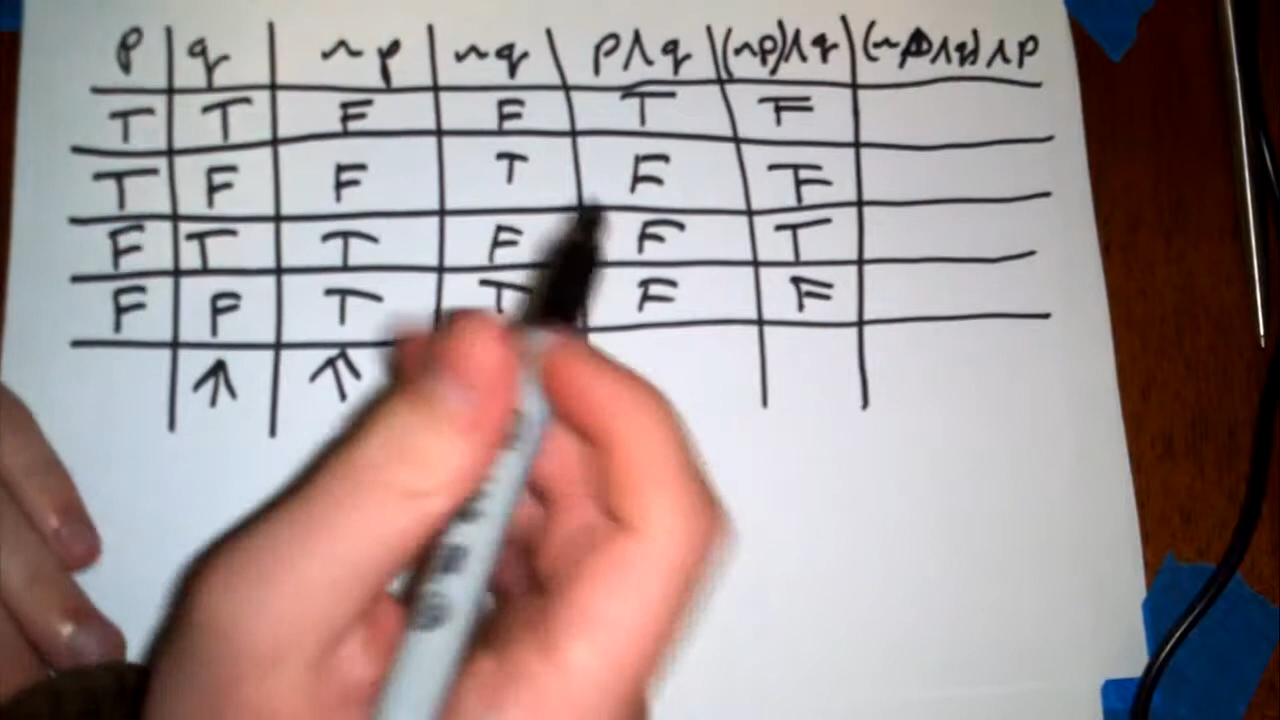 p q ~p ~q p∧q (~p)∧q (~p∧q)∧p
T T F F T F
T F F T F F
F T T F F T
F F T T F F
↑ ↑